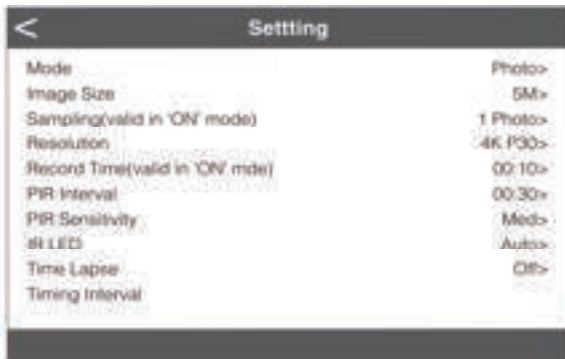 < Settting
Mode Photo>
Image Size 5M>
Sampling(valid in 'ON' mode) 1 Photo>
Resolution 4K P30>
Record Time(valid in 'ON' mde) 00:10>
PIR Interval 00:30>
PIR Sensitivity Med>
IR LED Auto>
Time Lapse Off>
Timing Interval